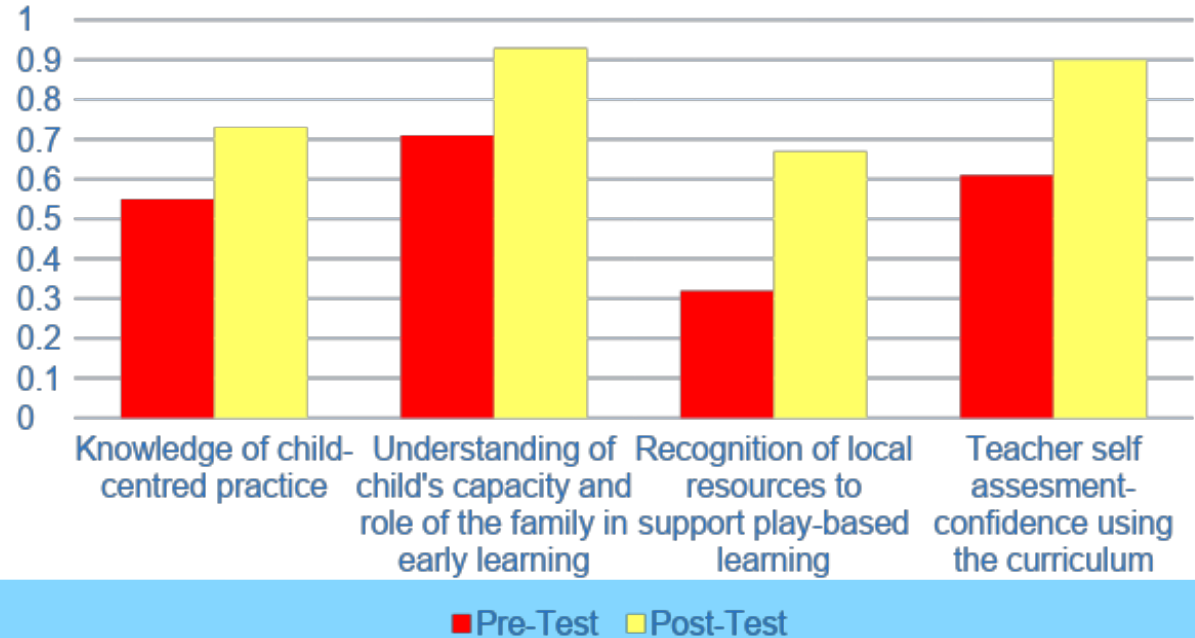 1
0.9
0.8
0.7
0.6
0.5
0.4
0.3
0.2
0.1
0
Knowledge of child-
centred practice
Understanding of
child's capacity and
role of the family in
early learning
Recognition of local
resources to
support play-based
learning
Teacher self
assesment-
confidence using
the curriculum
Pre-Test Post-Test